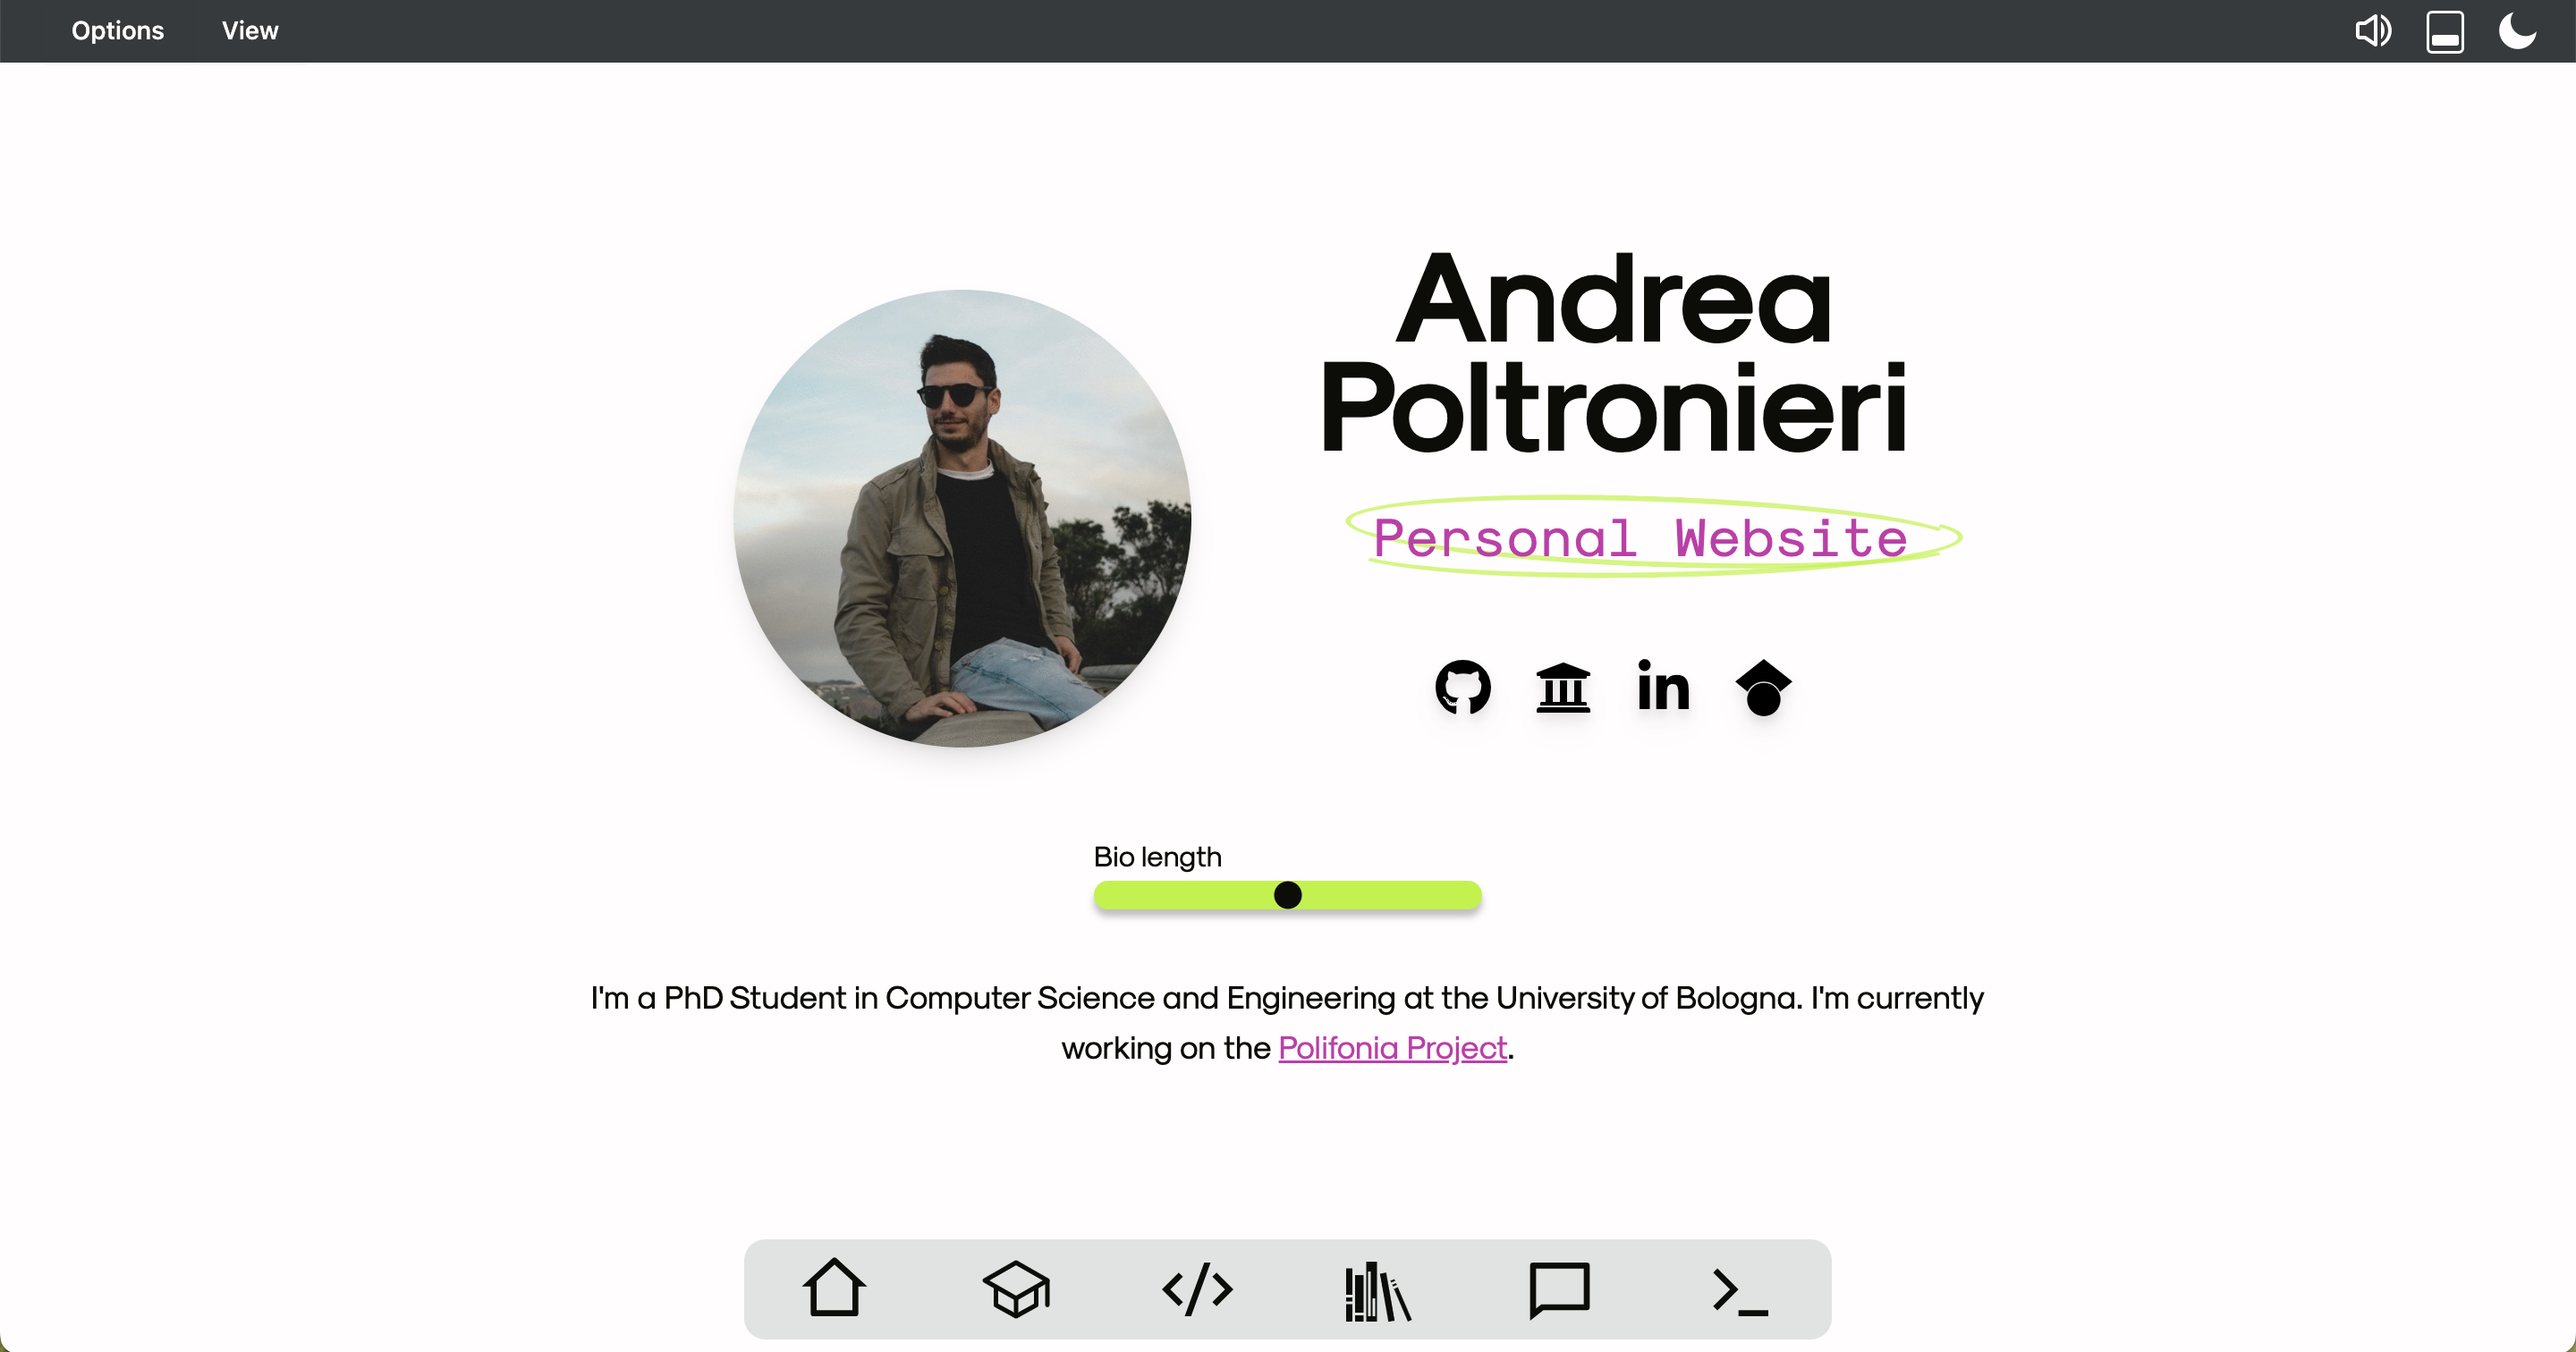 Options View
Andrea
Poltronieri
Personal Website
in
Bio length
I'm a PhD Student in Computer Science and Engineering at the University of Bologna. I'm currently
working on the Polifonia Project.